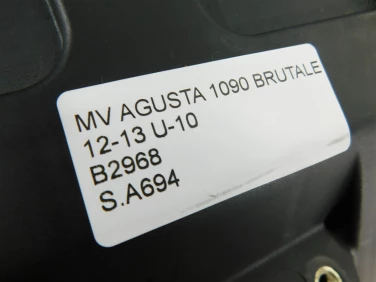 MV AGUSTA 1090 BRUTALE
12-13 U-10
B2968
S.A694